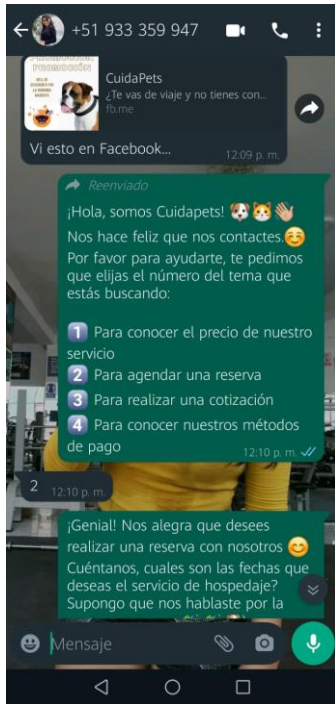 +51 933 359 947
PROMOCIÓN
CuidaPets
¿Te vas de viaje y no tienes con...
fb.me
Vi esto en Facebook...
12:09 p. m.
Reenviado
¡Hola, somos Cuidapets! 🐶🐱👋🏼
Nos hace feliz que nos contactes.☺️
Por favor para ayudarte, te pedimos
que elijas el número del tema que
estás buscando:
1️⃣ Para conocer el precio de nuestro
servicio
2️⃣ Para agendar una reserva
3️⃣ Para realizar una cotización
4️⃣ Para conocer nuestros métodos
de pago
12:10 p. m.
2
12:10 p. m.
¡Genial! Nos alegra que desees
realizar una reserva con nosotros 😊
Cuéntanos, cuales son las fechas que
deseas el servicio de hospedaje?
Supongo que nos hablaste por la
Mensaje